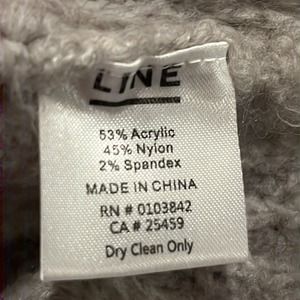 LINE
53% Acrylic
45% Nylon
2% Spandex
MADE IN CHINA
RN # 0103842
CA # 25459
Dry Clean Only